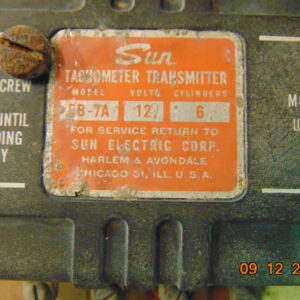 Sun
TACHOMETER TRANSMITTER
MODEL VOLTS CYLINDERS
EB-7A 12 6
FOR SERVICE RETURN TO
SUN ELECTRIC CORP.
HARLEM & AVONDALE
CHICAGO 31, ILL. U.S.A.
CREW
UNTIL
DING
Y
M
U
09 12 2